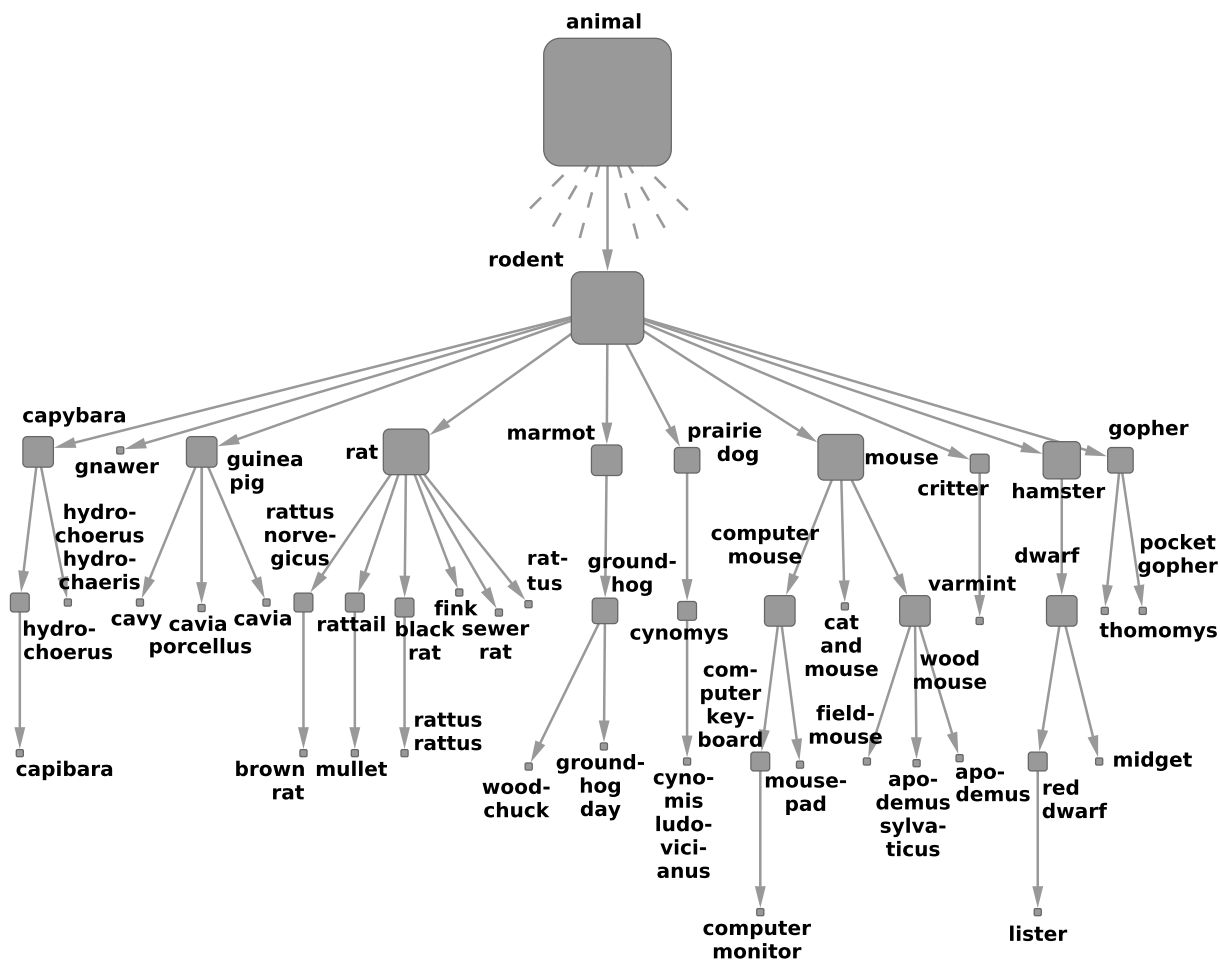 animal
rodent
capybara
gnawer
guinea
pig
rat
marmot
prairie
dog
mouse
critter
hamster
gopher
hydro-
choerus
hydro-
chaeris
rattus
norve-
gicus
rat-
tus
ground-
hog
computer
mouse
varmint
dwarf
pocket
gopher
hydro-
choerus
cavy
cavia
porcellus
cavia
rattail
black
rat
fink
sewer
rat
cynomys
cat
and
mouse
wood
mouse
thomomys
com-
puter
key-
board
field-
mouse
rattus
rattus
capibara
brown
rat
mullet
wood-
chuck
ground-
hog
day
cyno-
mis
ludo-
vici-
anus
mouse-
pad
apo-
demus
sylva-
ticus
apo-
demus
red
dwarf
midget
computer
monitor
lister